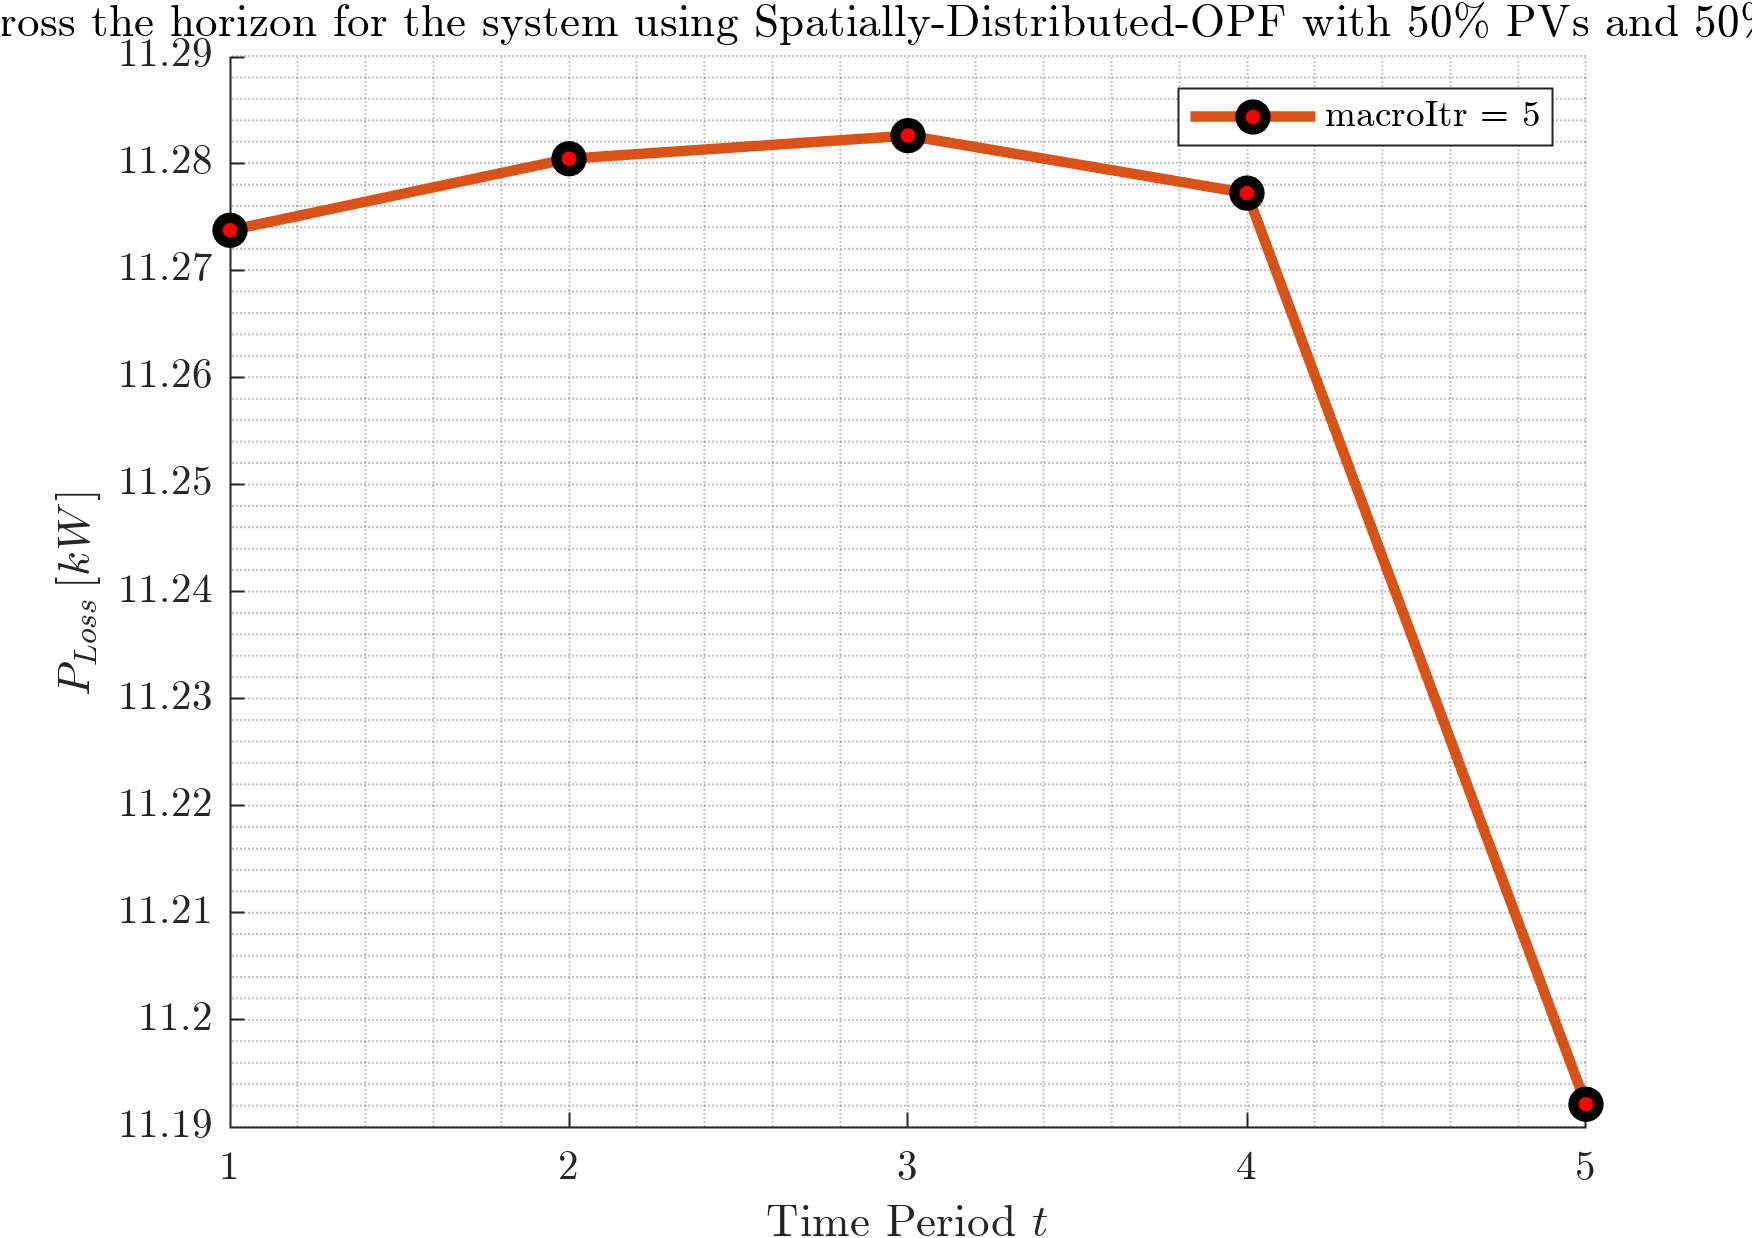 ross the horizon for the system using Spatially-Distributed-OPF with 50% PVs and 50%
11.29
11.28
11.27
11.26
11.25
11.24
11.23
11.22
11.21
11.2
11.19
P_{Loss} [kW]
macroItr = 5
1 2 3 4 5
Time Period t